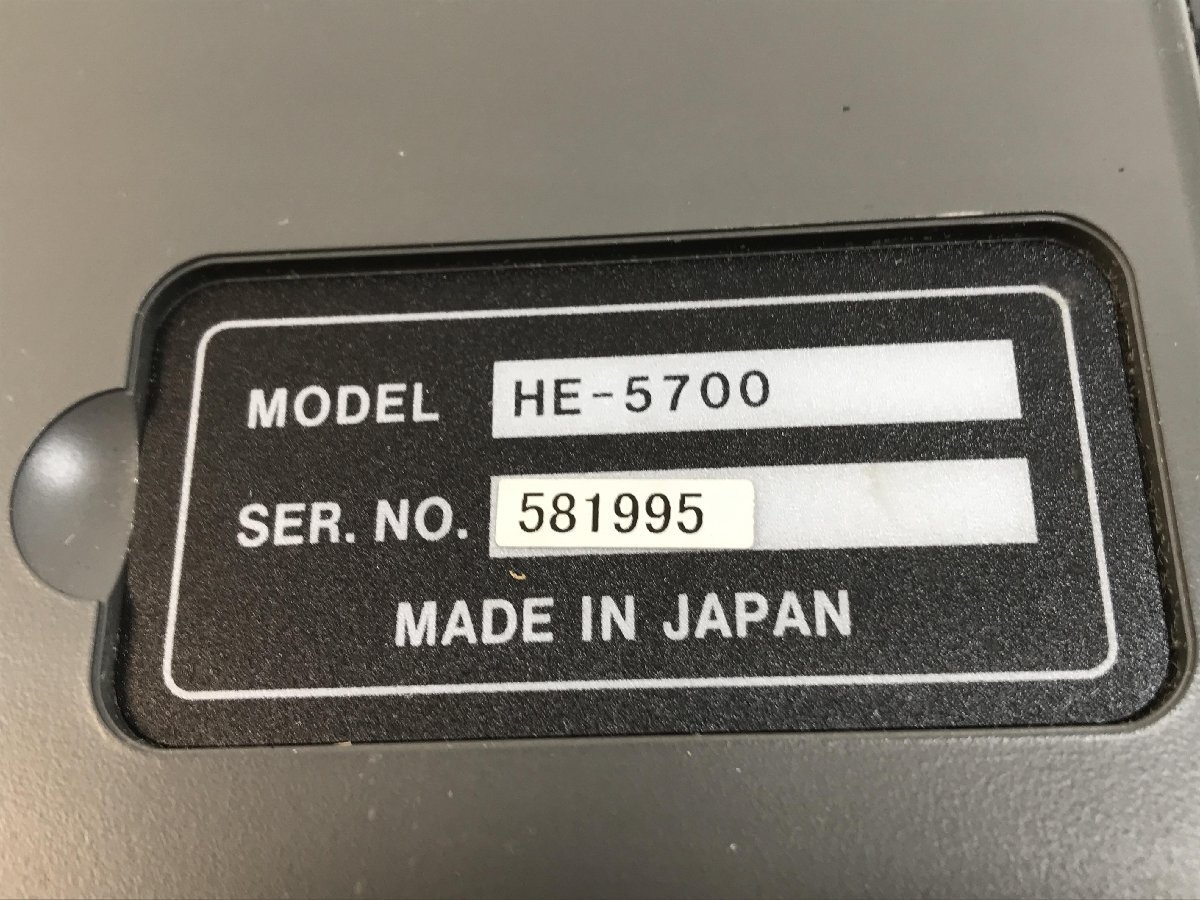 MODEL HE-5700
SER. NO. 581995
MADE IN JAPAN